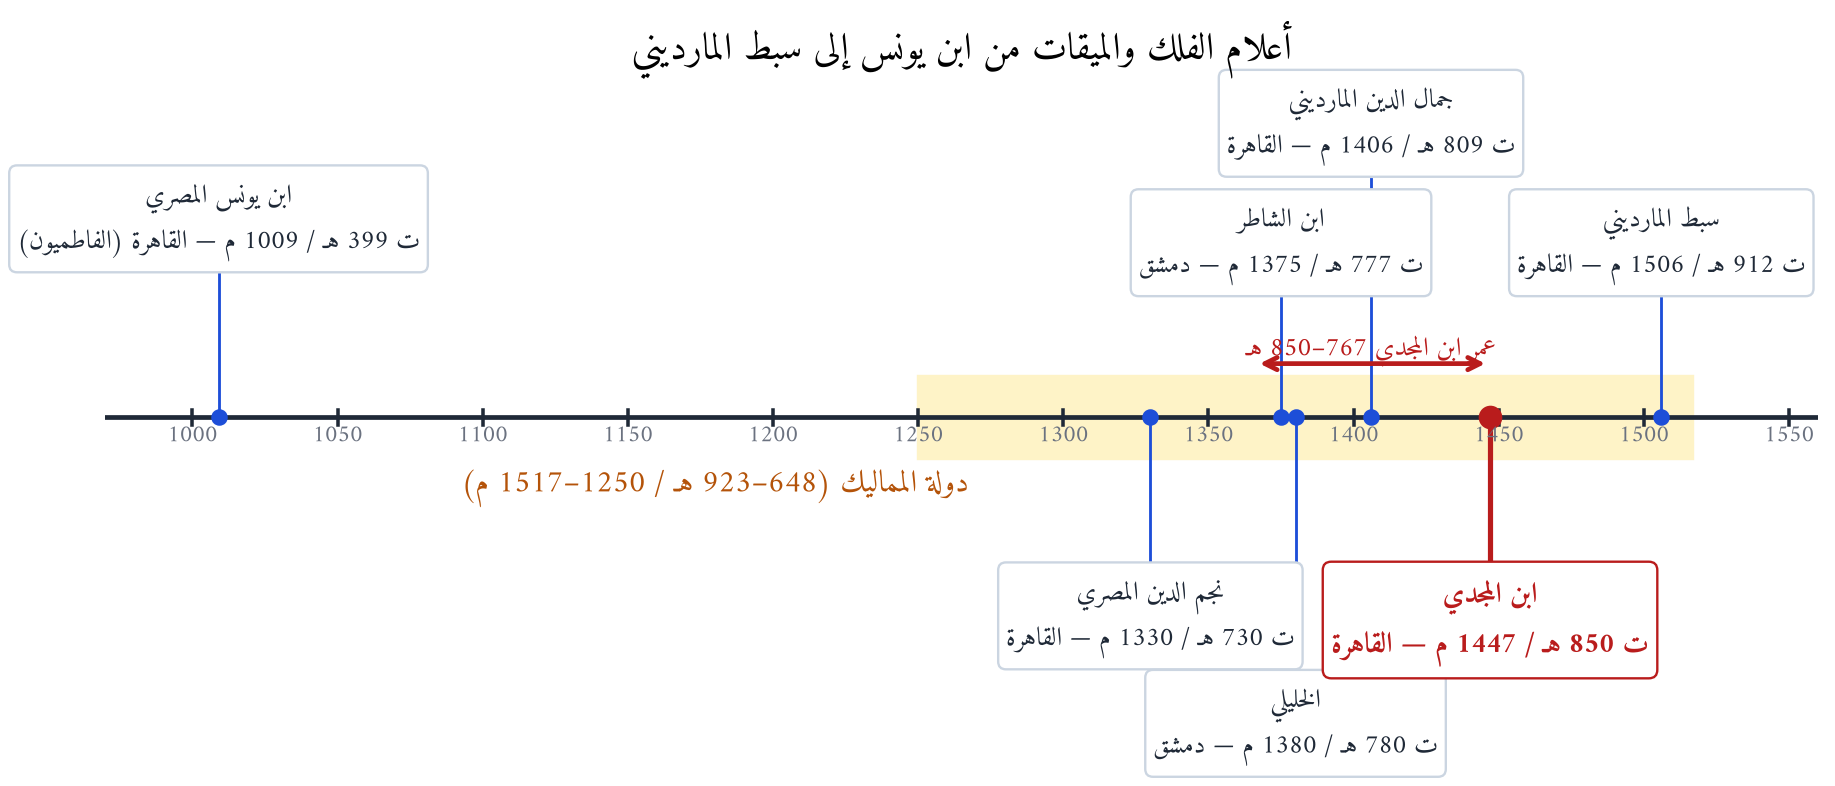 أعلام الفلك والميقات من ابن يونس إلى سبط المارديني
جمال الدين المارديني
ت 809 هـ / 1406 م — القاهرة
ابن يونس المصري
ت 399 هـ / 1009 م — القاهرة (الفاطميون)
ابن الشاطر
ت 777 هـ / 1375 م — دمشق
سبط المارديني
ت 912 هـ / 1506 م — القاهرة
عمر ابن المجدي 767–850 هـ
1000 1050 1100 1150 1200 1250 1300 1350 1400 1450 1500 1550
دولة المماليك (648–923 هـ / 1250–1517 م)
نجم الدين المصري
ت 730 هـ / 1330 م — القاهرة
ابن المجدي
ت 850 هـ / 1447 م — القاهرة
الخليلي
ت 780 هـ / 1380 م — دمشق